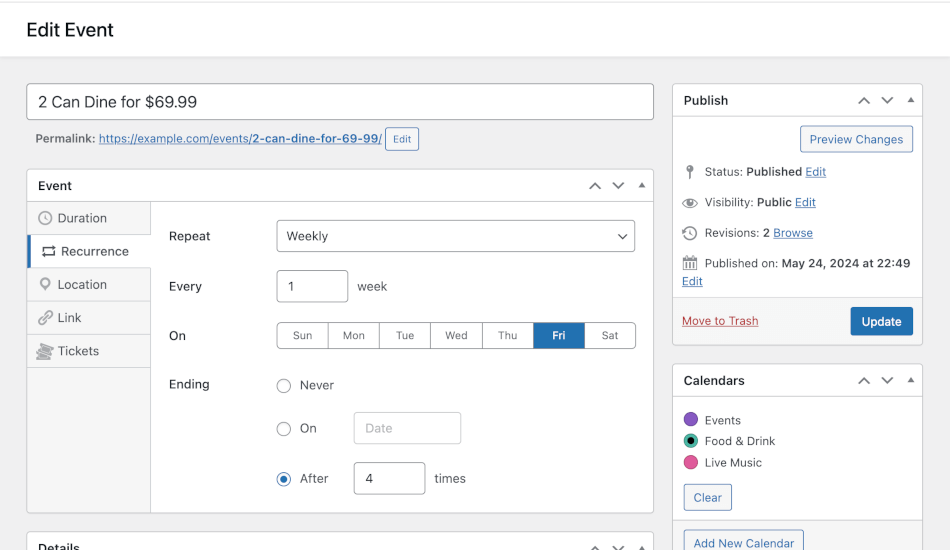 Edit Event
2 Can Dine for $69.99
Permalink: https://example.com/events/2-can-dine-for-69-99/ Edit
Event
Duration
Recurrence
Location
Link
Tickets
Repeat Weekly
Every 1 week
On Sun Mon Tue Wed Thu Fri Sat
Ending Never
On Date
After 4 times
Details
Publish
Preview Changes
Status: Published Edit
Visibility: Public Edit
Revisions: 2 Browse
Published on: May 24, 2024 at 22:49
Edit
Move to Trash Update
Calendars
Events
Food & Drink
Live Music
Clear
Add New Calendar